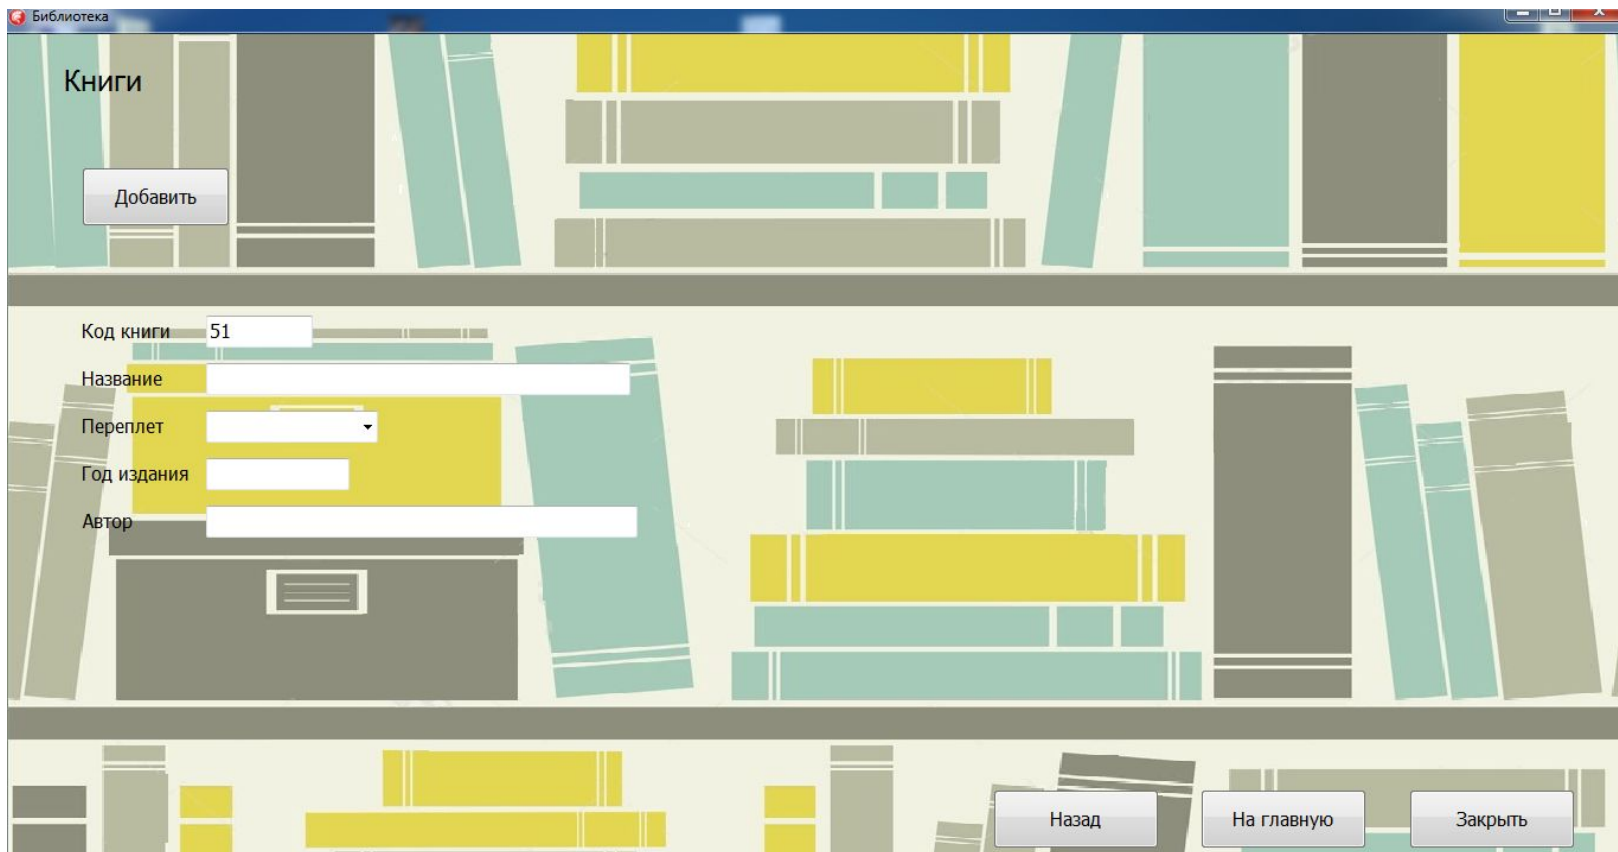 Библиотека
Книги
Добавить
Код книги 51
Название
Переплет
Год издания
Автор
Назад На главную Закрыть